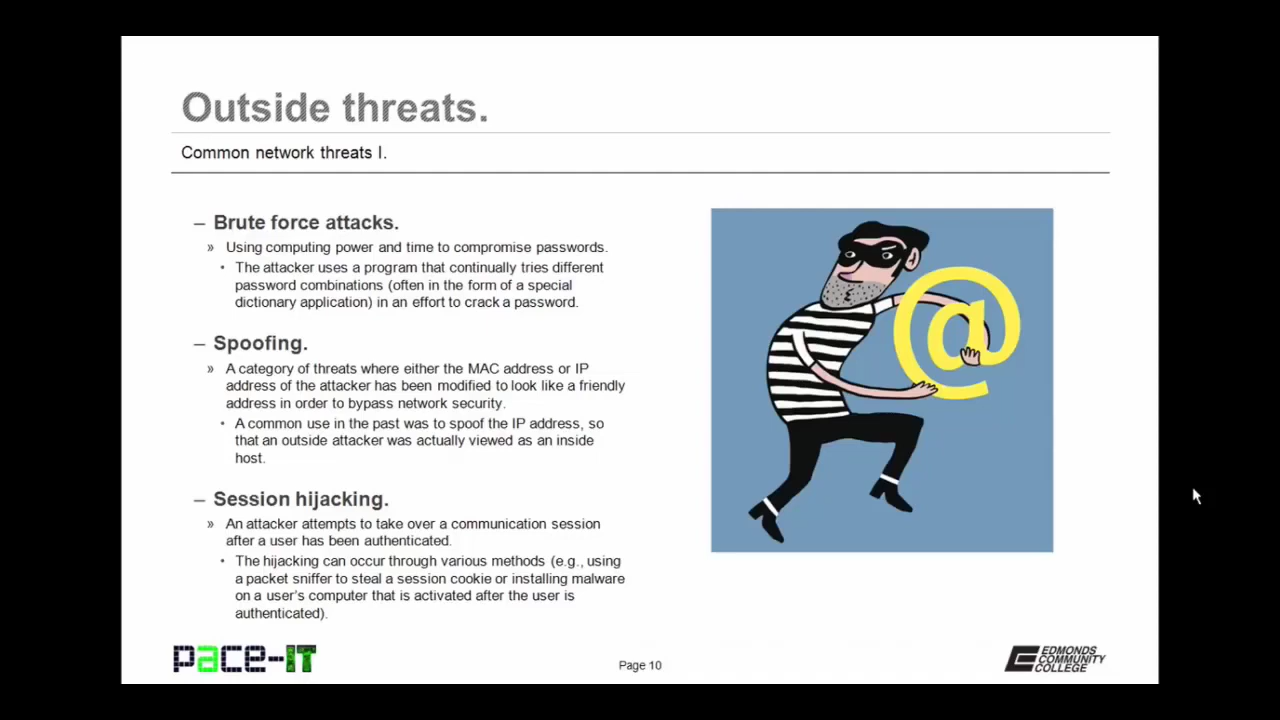 Outside threats.
Common network threats I.
– Brute force attacks.
» Using computing power and time to compromise passwords.
• The attacker uses a program that continually tries different
password combinations (often in the form of a special
dictionary application) in an effort to crack a password.
– Spoofing.
» A category of threats where either the MAC address or IP
address of the attacker has been modified to look like a friendly
address in order to bypass network security.
• A common use in the past was to spoof the IP address, so
that an outside attacker was actually viewed as an inside
host.
– Session hijacking.
» An attacker attempts to take over a communication session
after a user has been authenticated.
• The hijacking can occur through various methods (e.g., using
a packet sniffer to steal a session cookie or installing malware
on a user's computer that is activated after the user is
authenticated).
@
pace-IT
Page 10
EDMONDS
COMMUNITY
COLLEGE